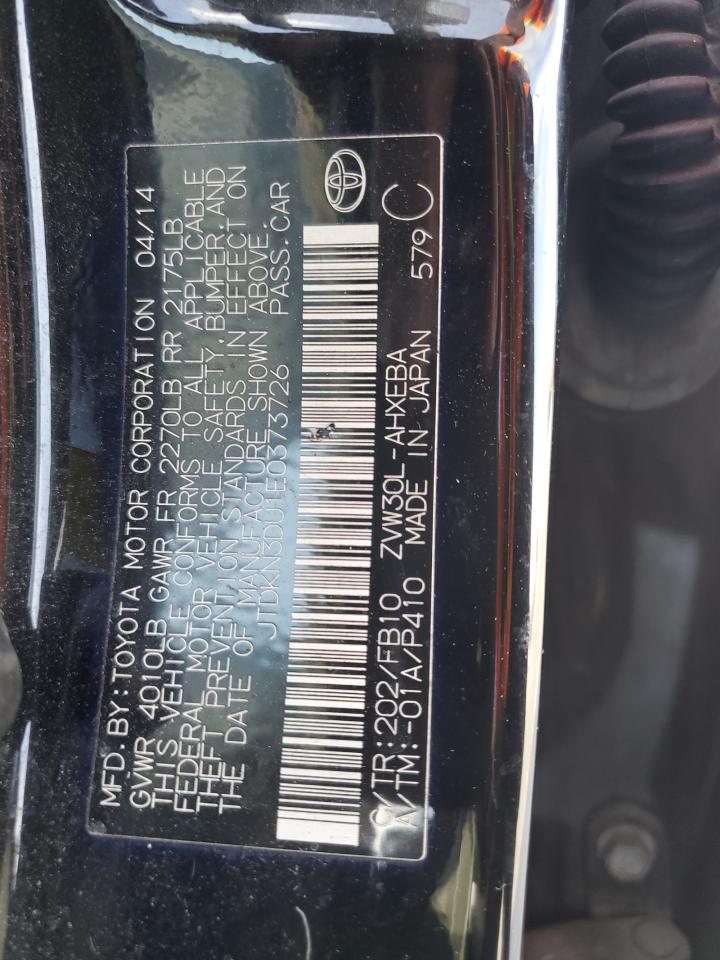 MFD. BY: TOYOTA MOTOR CORPORATION 04/14
GVWR 4010LB GAWR FR 2270LB RR 2175LB
THIS VEHICLE CONFORMS TO ALL APPLICABLE
FEDERAL MOTOR VEHICLE SAFETY, BUMPER, AND
THEFT PREVENTION STANDARDS IN EFFECT ON
THE DATE OF MANUFACTURE SHOWN ABOVE.
JTDKN3DU1E0373726 PASS. CAR
C/TR: 202/FB10 ZVW30L-AHXEBA
A/TM: -01A/P410 MADE IN JAPAN 579 C